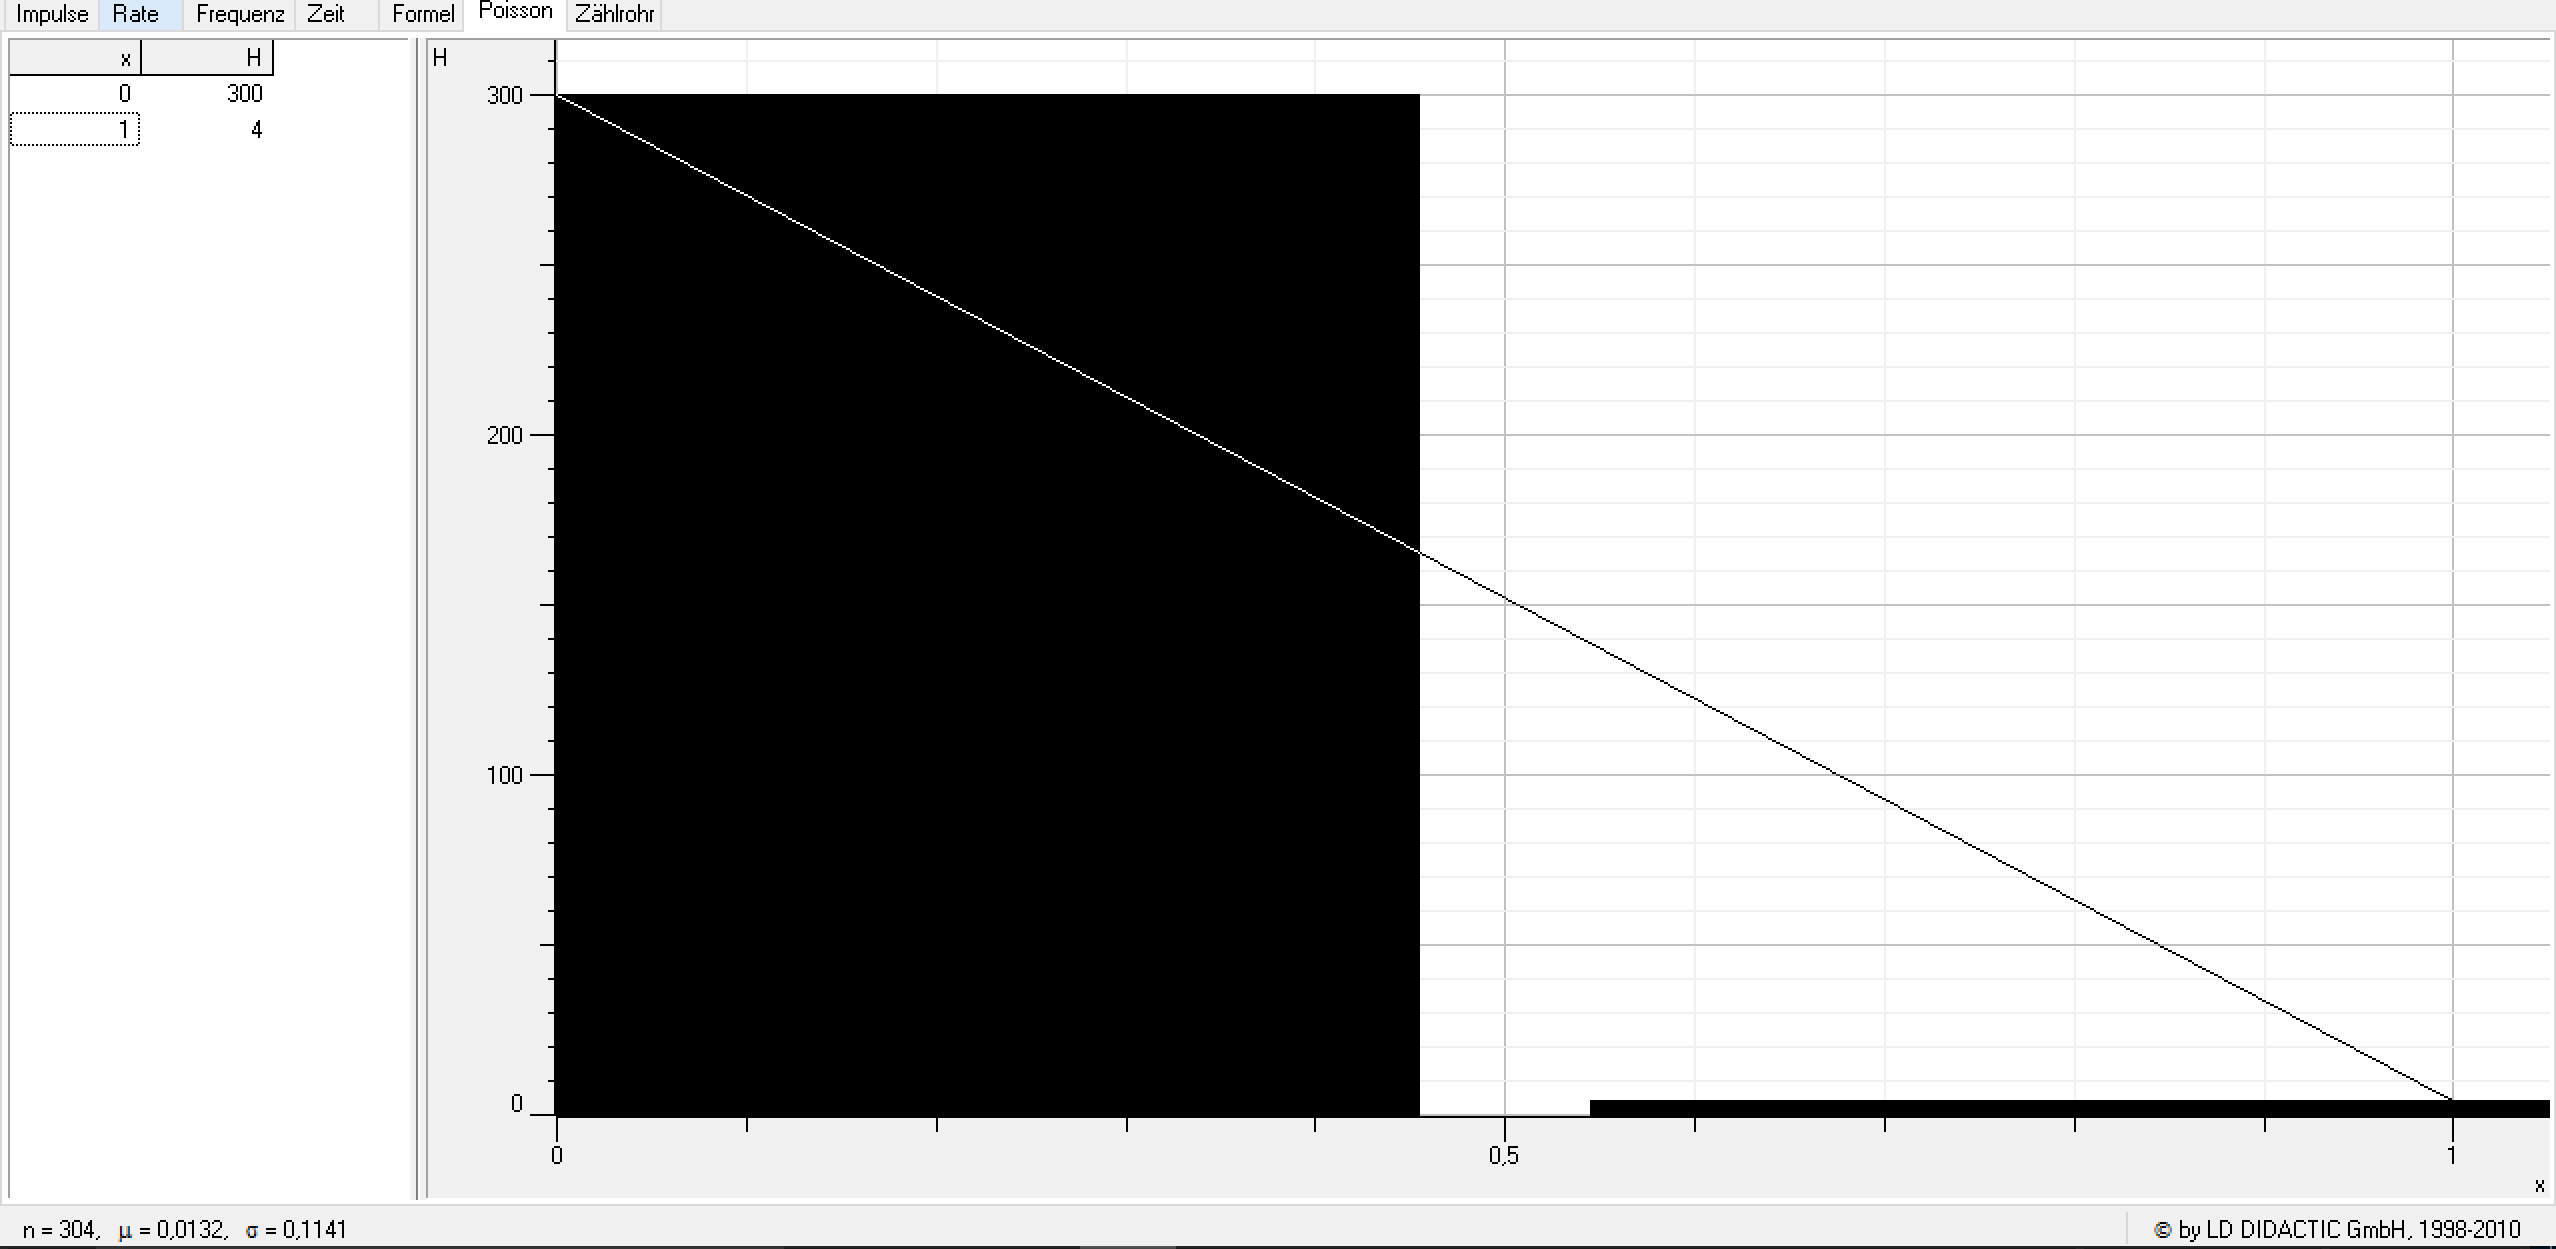 Impulse Rate Frequenz Zeit Formel Poisson Zählrohr
x H
0 300
1 4
H
300
200
100
0
0 0,5 1
x
n = 304, μ = 0,0132, σ = 0,1141
© by LD DIDACTIC GmbH, 1998-2010